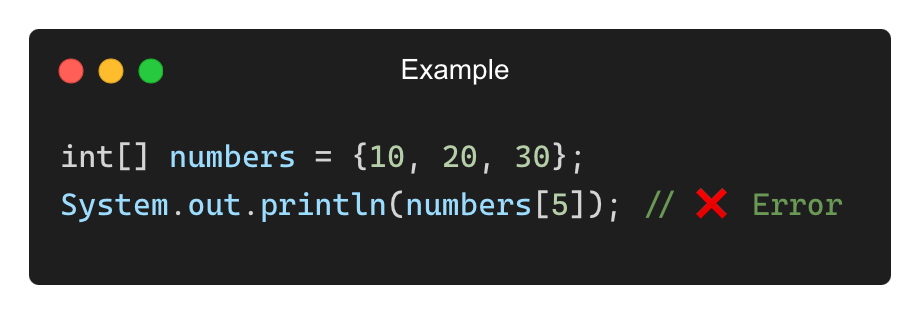 Example
int[] numbers = {10, 20, 30};
System.out.println(numbers[5]); // ❌ Error